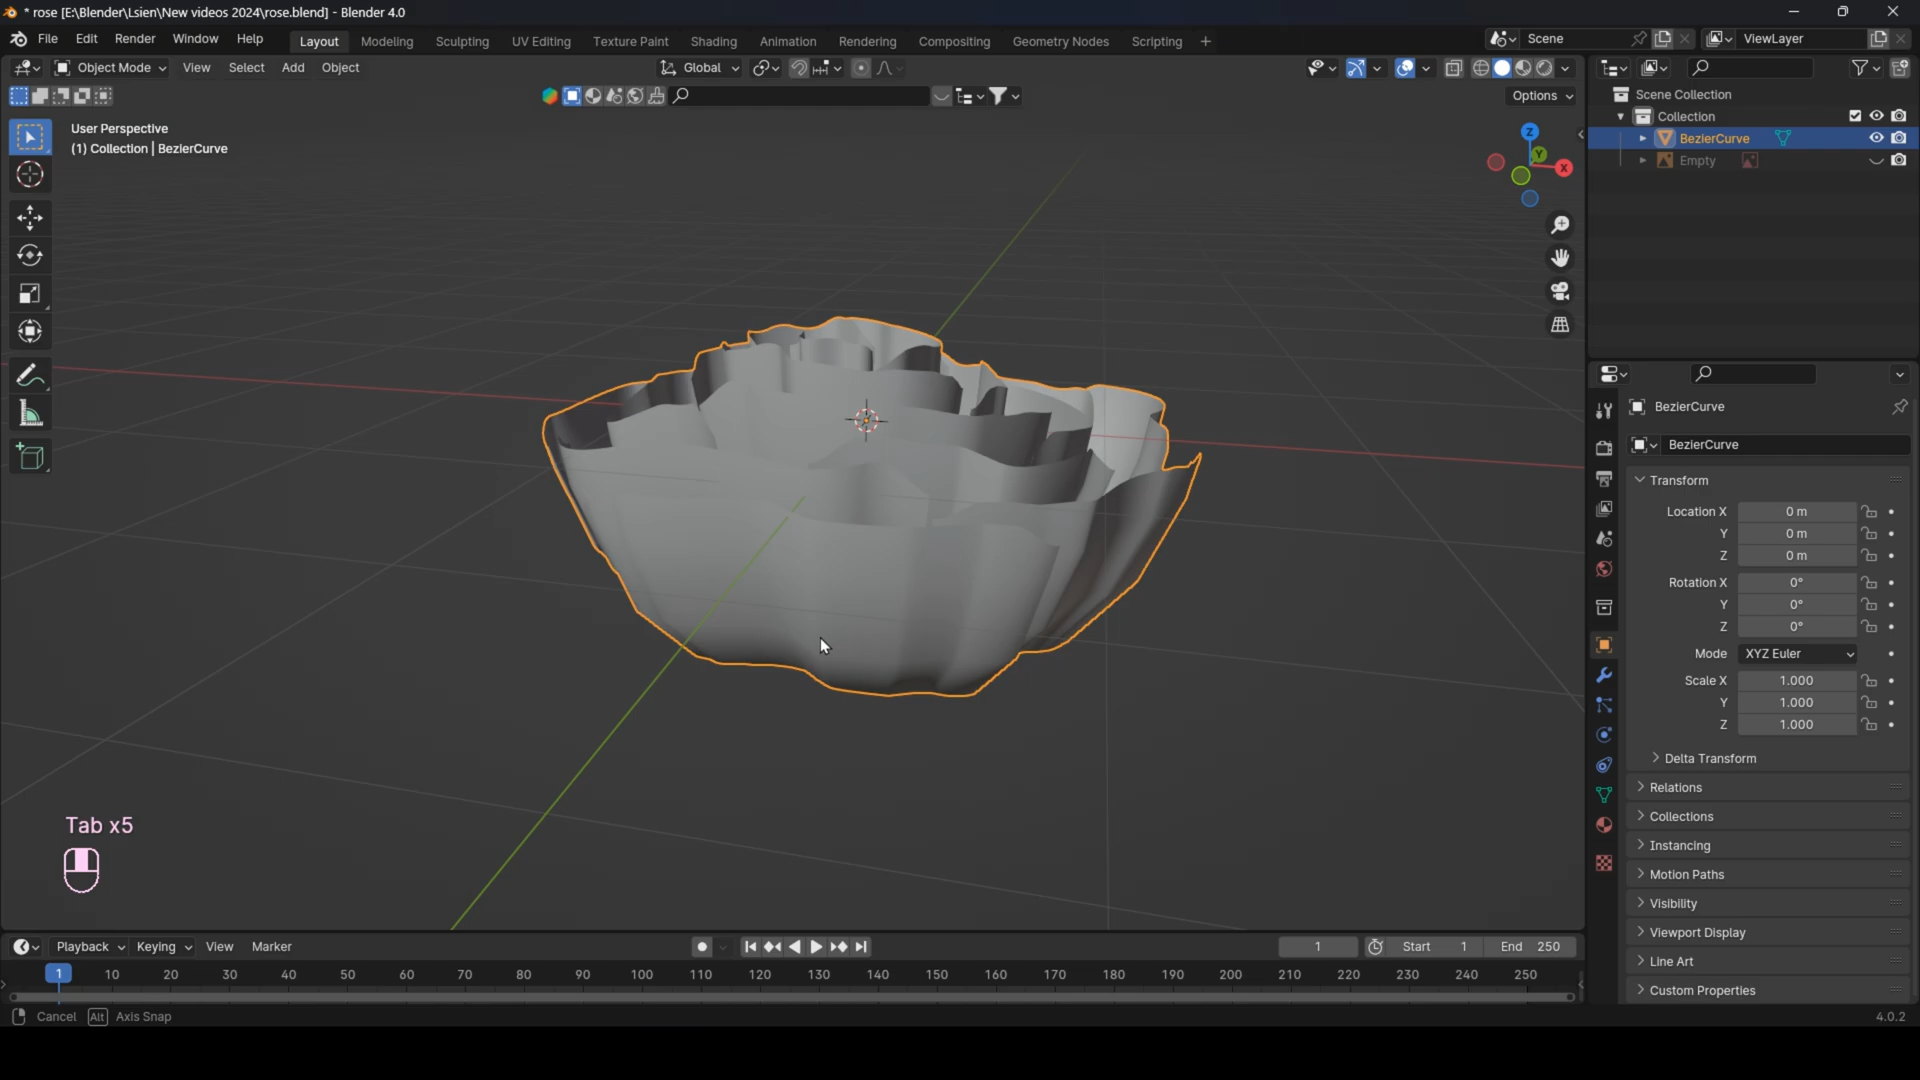 * rose [E:\Blender\Lsien\New videos 2024\rose.blend] - Blender 4.0
File Edit Render Window Help
Layout Modeling Sculpting UV Editing Texture Paint Shading Animation Rendering Compositing Geometry Nodes Scripting +
Scene
ViewLayer
Object Mode View Select Add Object
Global
Options
User Perspective
(1) Collection | BezierCurve
Z
Y
X
Scene Collection
Collection
BezierCurve
Empty
BezierCurve
BezierCurve
Transform
Location X 0 m
Y 0 m
Z 0 m
Rotation X 0°
Y 0°
Z 0°
Mode XYZ Euler
Scale X 1.000
Y 1.000
Z 1.000
Delta Transform
Relations
Collections
Instancing
Motion Paths
Visibility
Viewport Display
Line Art
Custom Properties
Tab x5
Playback Keying View Marker
1 Start 1 End 250
1 10 20 30 40 50 60 70 80 90 100 110 120 130 140 150 160 170 180 190 200 210 220 230 240 250
Cancel Alt Axis Snap
4.0.2